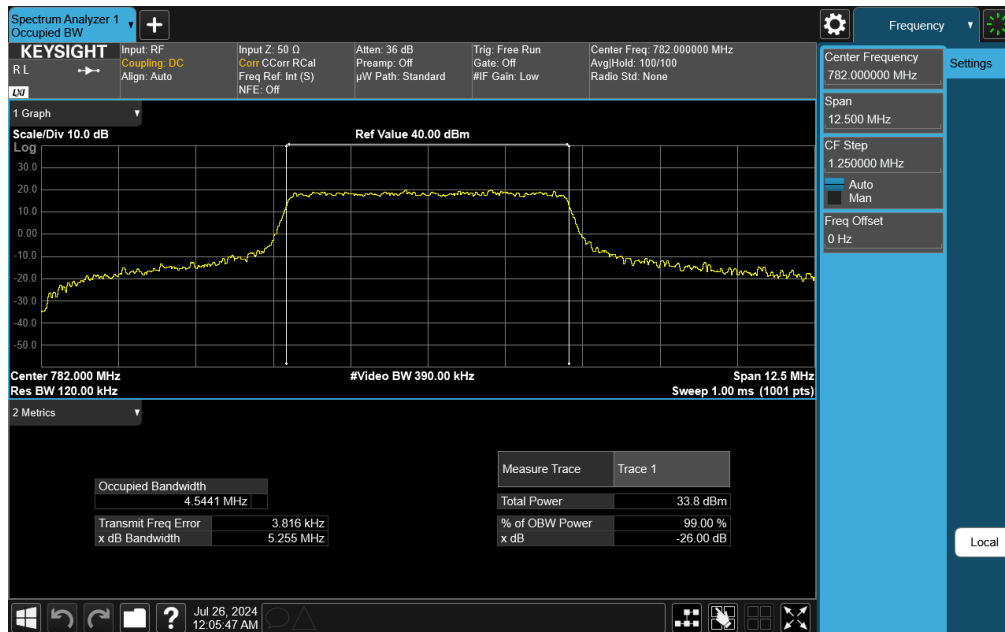 Spectrum Analyzer 1
Occupied BW
Frequency
KEYSIGHT
R L
LXI
Input: RF
Coupling: DC
Align: Auto
Input Z: 50 Ω
Corr CCorr RCal
Freq Ref: Int (S)
NFE: Off
Atten: 36 dB
Preamp: Off
µW Path: Standard
Trig: Free Run
Gate: Off
#IF Gain: Low
Center Freq: 782.000000 MHz
Avg|Hold: 100/100
Radio Std: None
Center Frequency
782.000000 MHz
Settings
Span
12.500 MHz
CF Step
1.250000 MHz
Auto
Man
Freq Offset
0 Hz
1 Graph
Scale/Div 10.0 dB
Ref Value 40.00 dBm
Log
30.0
20.0
10.0
0.00
-10.0
-20.0
-30.0
-40.0
-50.0
Center 782.000 MHz
#Video BW 390.00 kHz
Span 12.5 MHz
Res BW 120.00 kHz
Sweep 1.00 ms (1001 pts)
2 Metrics
Measure Trace Trace 1
Occupied Bandwidth
4.5441 MHz
Total Power 33.8 dBm
Transmit Freq Error 3.816 kHz
% of OBW Power 99.00 %
x dB Bandwidth 5.255 MHz
x dB -26.00 dB
Local
?
Jul 26, 2024
12:05:47 AM